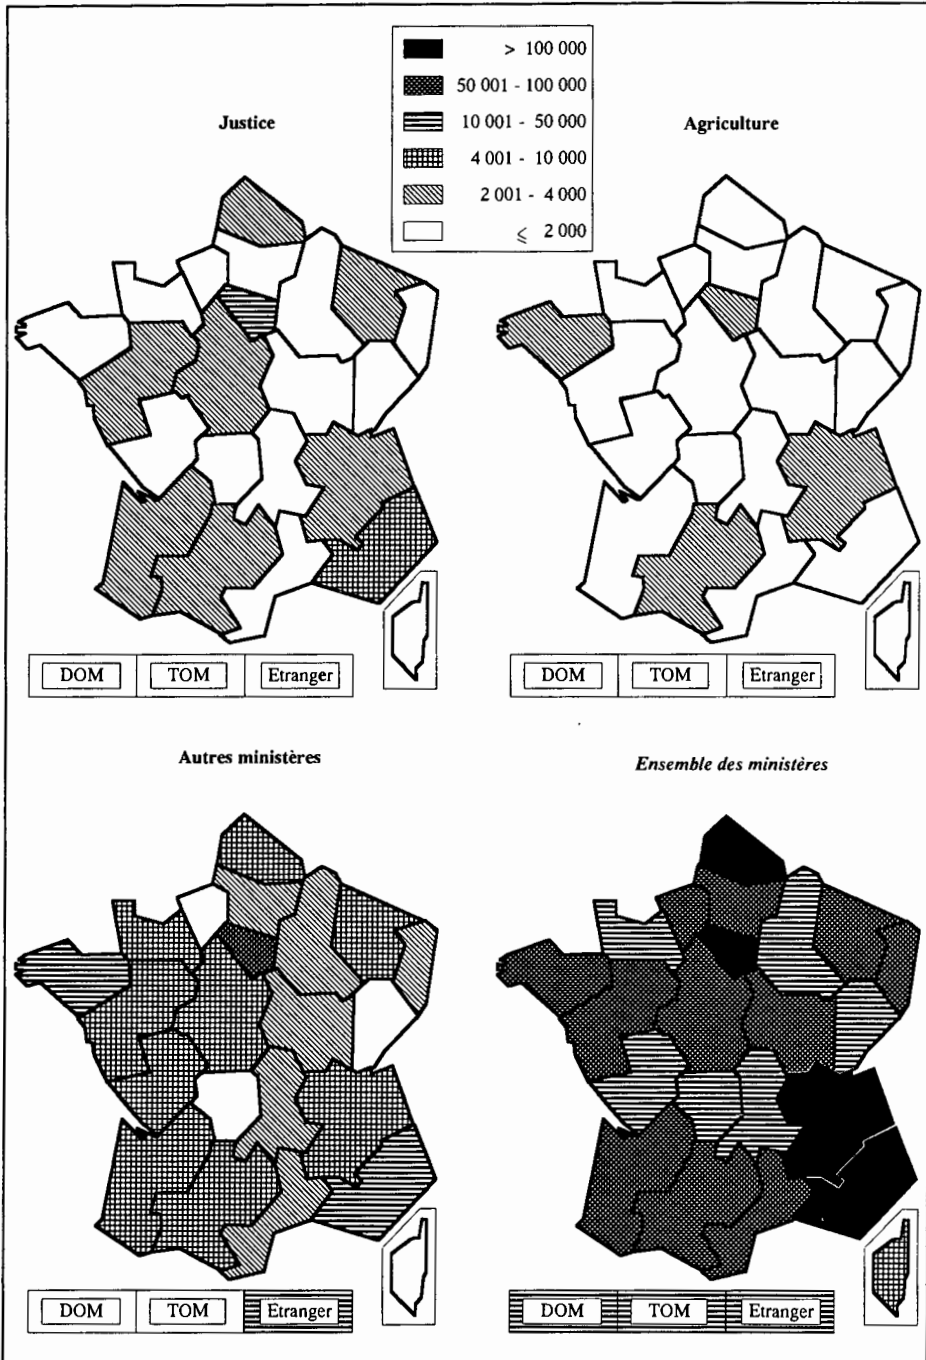 > 100 000
50 001 - 100 000
10 001 - 50 000
4 001 - 10 000
2 001 - 4 000
⩽ 2 000
Justice
Agriculture
DOM TOM Etranger
DOM TOM Etranger
Autres ministères
Ensemble des ministères
DOM TOM Etranger
DOM TOM Etranger